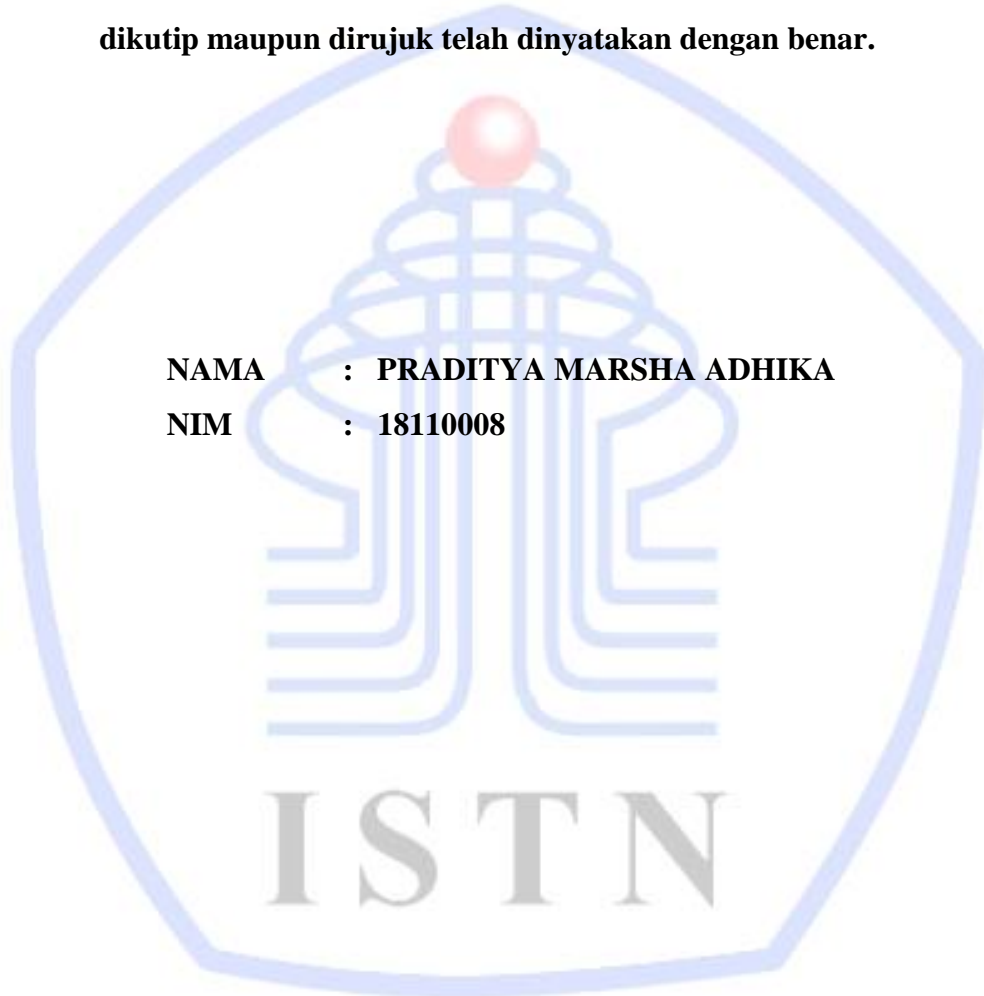 dikutip maupun dirujuk telah dinyatakan dengan benar.
NAMA : PRADITYA MARSHA ADHIKA
NIM : 18110008
ISTN